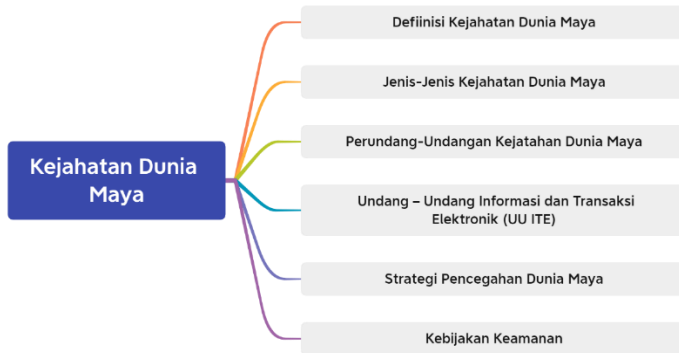 Kejahatan Dunia
Maya
Defiinisi Kejahatan Dunia Maya
Jenis-Jenis Kejahatan Dunia Maya
Perundang-Undangan Kejatahan Dunia Maya
Undang – Undang Informasi dan Transaksi
Elektronik (UU ITE)
Strategi Pencegahan Dunia Maya
Kebijakan Keamanan